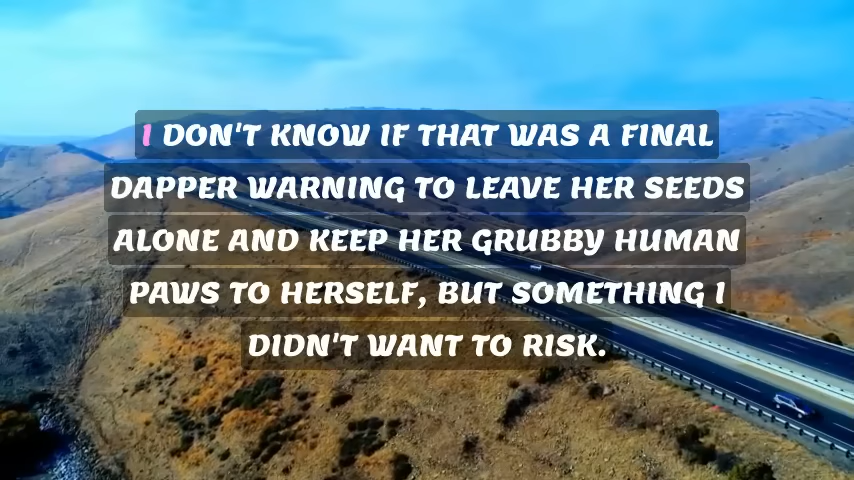 I DON'T KNOW IF THAT WAS A FINAL
DAPPER WARNING TO LEAVE HER SEEDS
ALONE AND KEEP HER GRUBBY HUMAN
PAWS TO HERSELF, BUT SOMETHING I
DIDN'T WANT TO RISK.